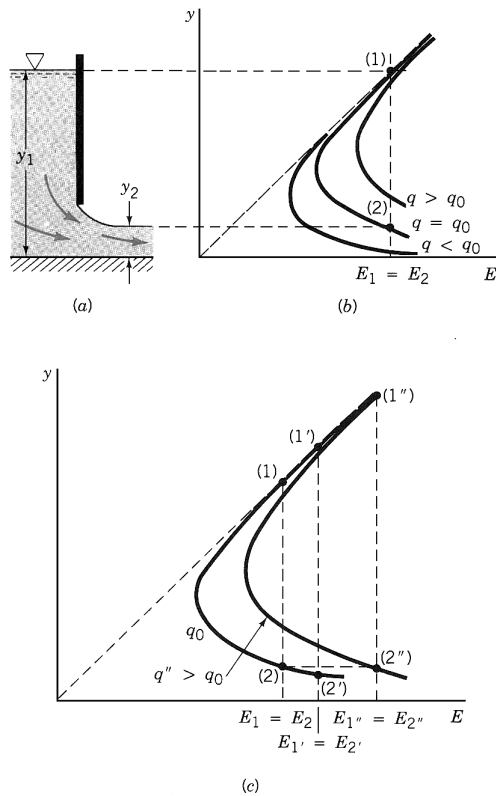 y
y₁
y₂
(a)
(1)
(2)
q > q₀
q = q₀
q < q₀
E₁ = E₂
E
(b)
y
(1″)
(1′)
(1)
q₀
q″ > q₀
(2)
(2′)
(2″)
E₁ = E₂ E₁″ = E₂″ E
E₁′ = E₂′
(c)